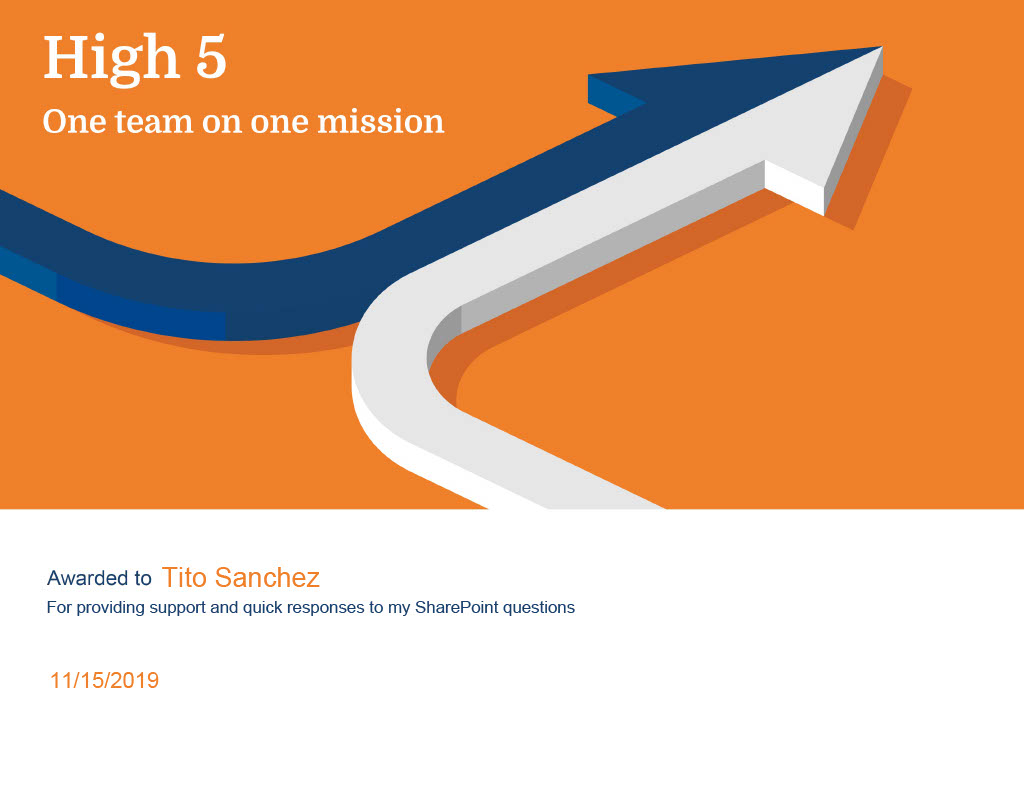 High 5
One team on one mission
Awarded to Tito Sanchez
For providing support and quick responses to my SharePoint questions
11/15/2019